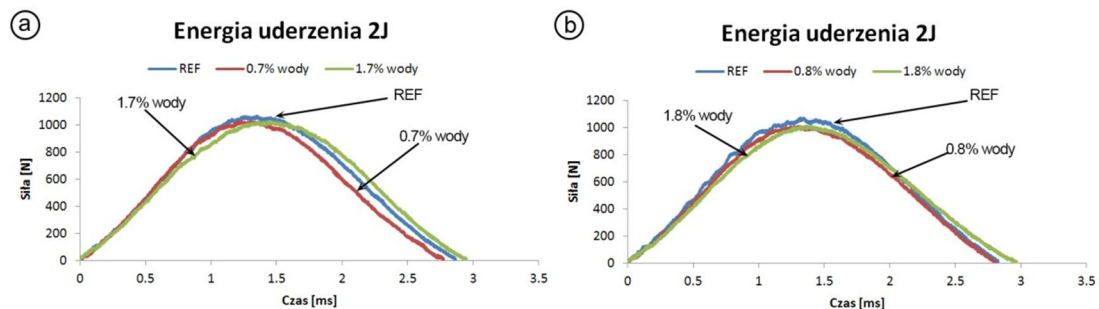 a
Energia uderzenia 2J
REF 0.7% wody 1.7% wody
1200
1000
800
600
400
200
0
Siła [N]
1.7% wody
REF
0.7% wody
0 0.5 1 1.5 2 2.5 3 3.5
Czas [ms]
b
Energia uderzenia 2J
REF 0.8% wody 1.8% wody
1200
1000
800
600
400
200
0
Siła [N]
1.8% wody
REF
0.8% wody
0 0.5 1 1.5 2 2.5 3 3.5
Czas [ms]